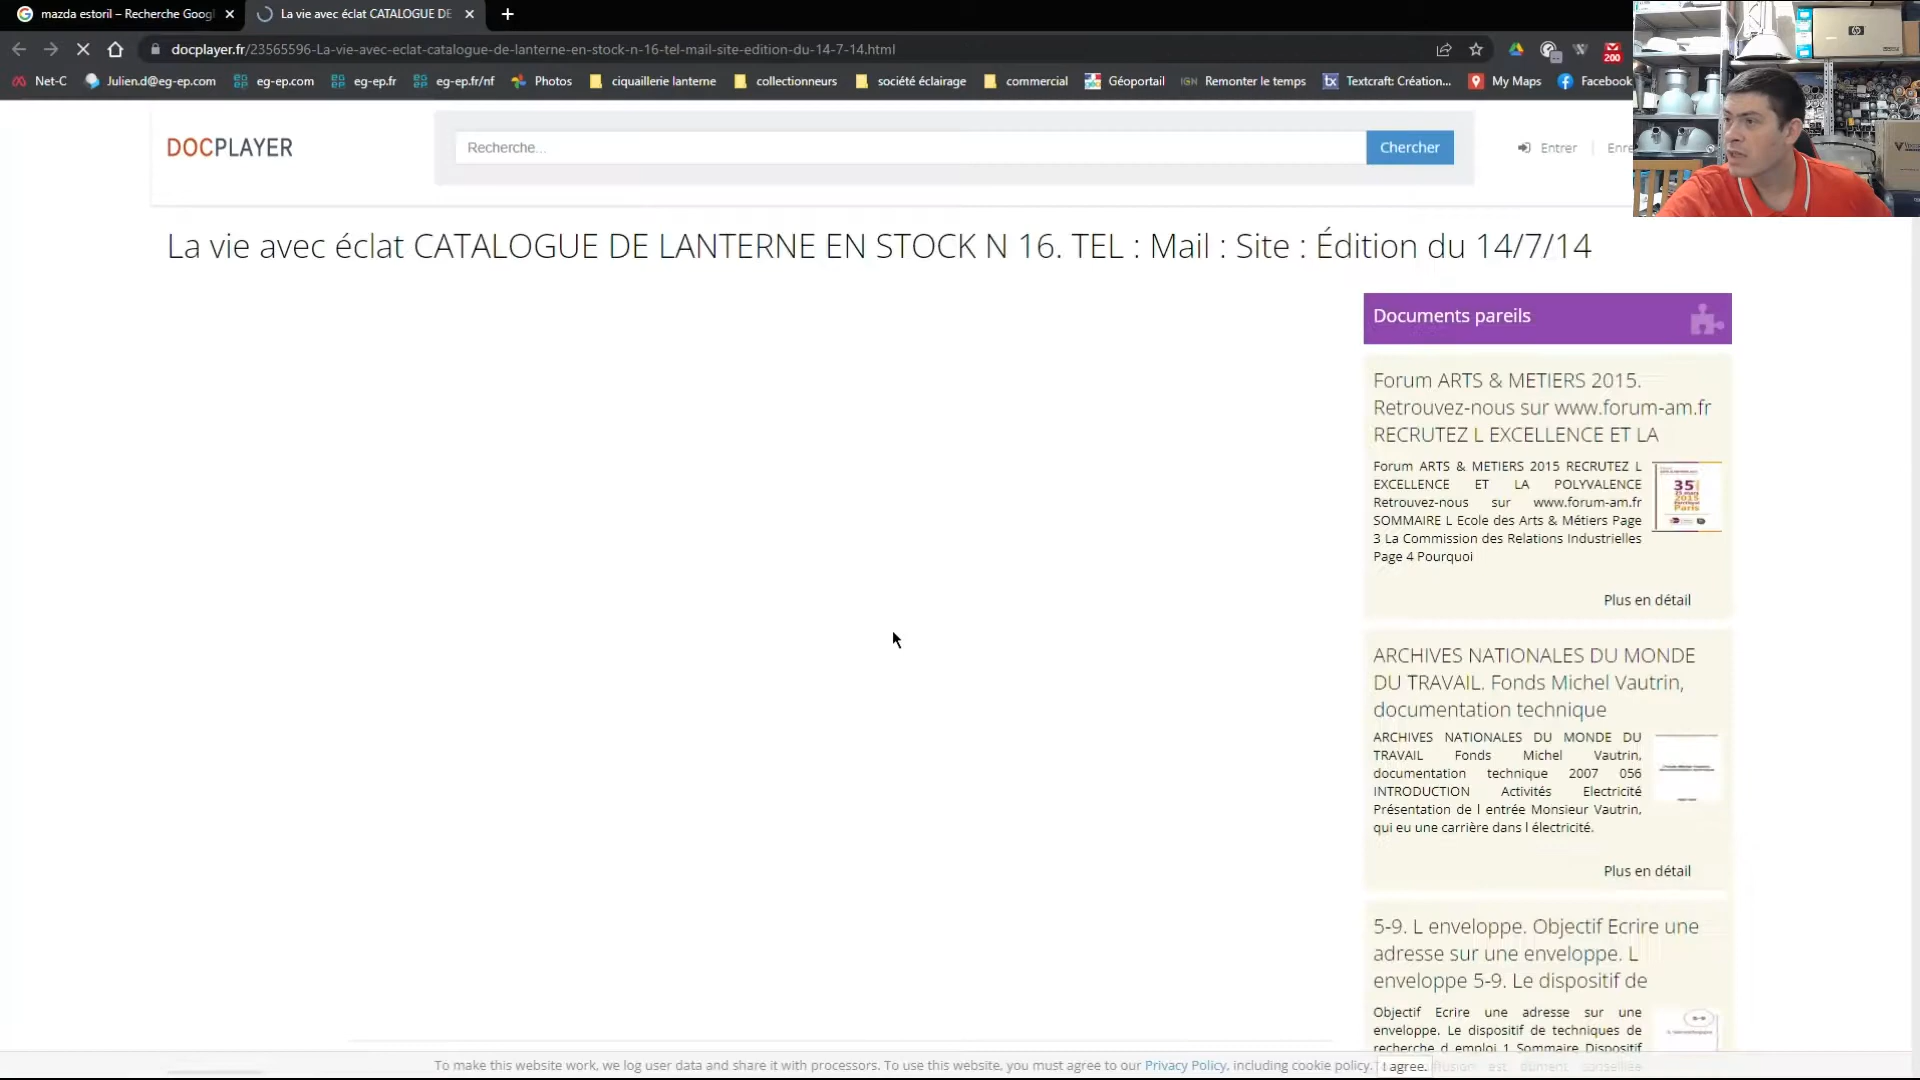 mazda estoril – Recherche Googl
La vie avec éclat CATALOGUE DE
docplayer.fr/23565596-La-vie-avec-eclat-catalogue-de-lanterne-en-stock-n-16-tel-mail-site-edition-du-14-7-14.html
200
Net-C
Julien.d@eg-ep.com
eg-ep.com
eg-ep.fr
eg-ep.fr/nf
Photos
ciquaillerie lanterne
collectionneurs
société éclairage
commercial
Géoportail
IGN
Remonter le temps
tx
Textcraft: Création...
My Maps
Facebook
DOCPLAYER
Recherche...
Chercher
Entrer
Enre
La vie avec éclat CATALOGUE DE LANTERNE EN STOCK N 16. TEL : Mail : Site : Édition du 14/7/14
Documents pareils
Forum ARTS & METIERS 2015.
Retrouvez-nous sur www.forum-am.fr
RECRUTEZ L EXCELLENCE ET LA
Forum ARTS & METIERS 2015 RECRUTEZ L
EXCELLENCE ET LA POLYVALENCE
Retrouvez-nous sur www.forum-am.fr
SOMMAIRE L Ecole des Arts & Métiers Page
3 La Commission des Relations Industrielles
Page 4 Pourquoi
Plus en détail
ARCHIVES NATIONALES DU MONDE
DU TRAVAIL. Fonds Michel Vautrin,
documentation technique
ARCHIVES NATIONALES DU MONDE DU
TRAVAIL Fonds Michel Vautrin,
documentation technique 2007 056
INTRODUCTION Activités Electricité
Présentation de l entrée Monsieur Vautrin,
qui eu une carrière dans l électricité.
Plus en détail
5-9. L enveloppe. Objectif Ecrire une
adresse sur une enveloppe. L
enveloppe 5-9. Le dispositif de
Objectif Ecrire une adresse sur une
enveloppe. Le dispositif de techniques de
recherche d emploi 1 Sommaire Dispositif
To make this website work, we log user data and share it with processors. To use this website, you must agree to our Privacy Policy, including cookie policy.
I agree.